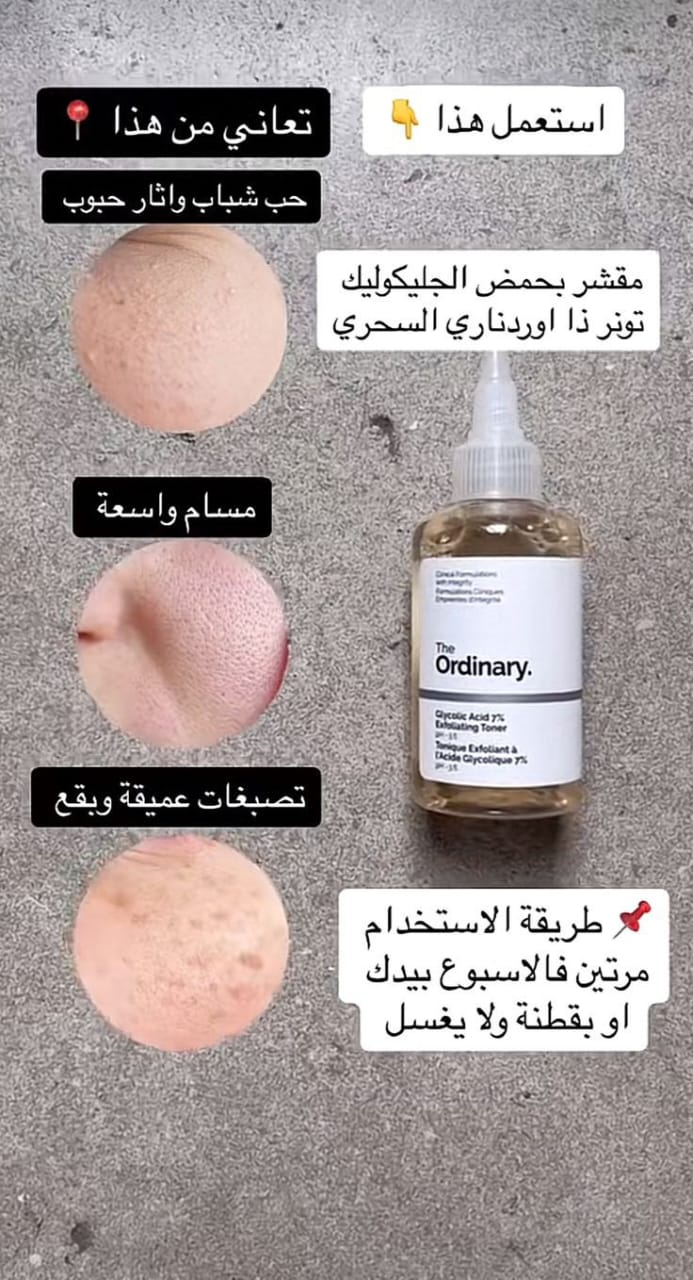 استعمل هذا 👇
تعاني من هذا 📍
حب شباب واثار حبوب
مقشر بحمض الجليكوليك
تونر ذا اوردناري السحري
مسام واسعة
تصبغات عميقة وبقع
The
Ordinary.
Glycolic Acid 7%
Exfoliating Toner
Tonique Exfoliant à
l'Acide Glycolique 7%
📌 طريقة الاستخدام
مرتين فالاسبوع بيدك
او بقطنة ولا يغسل